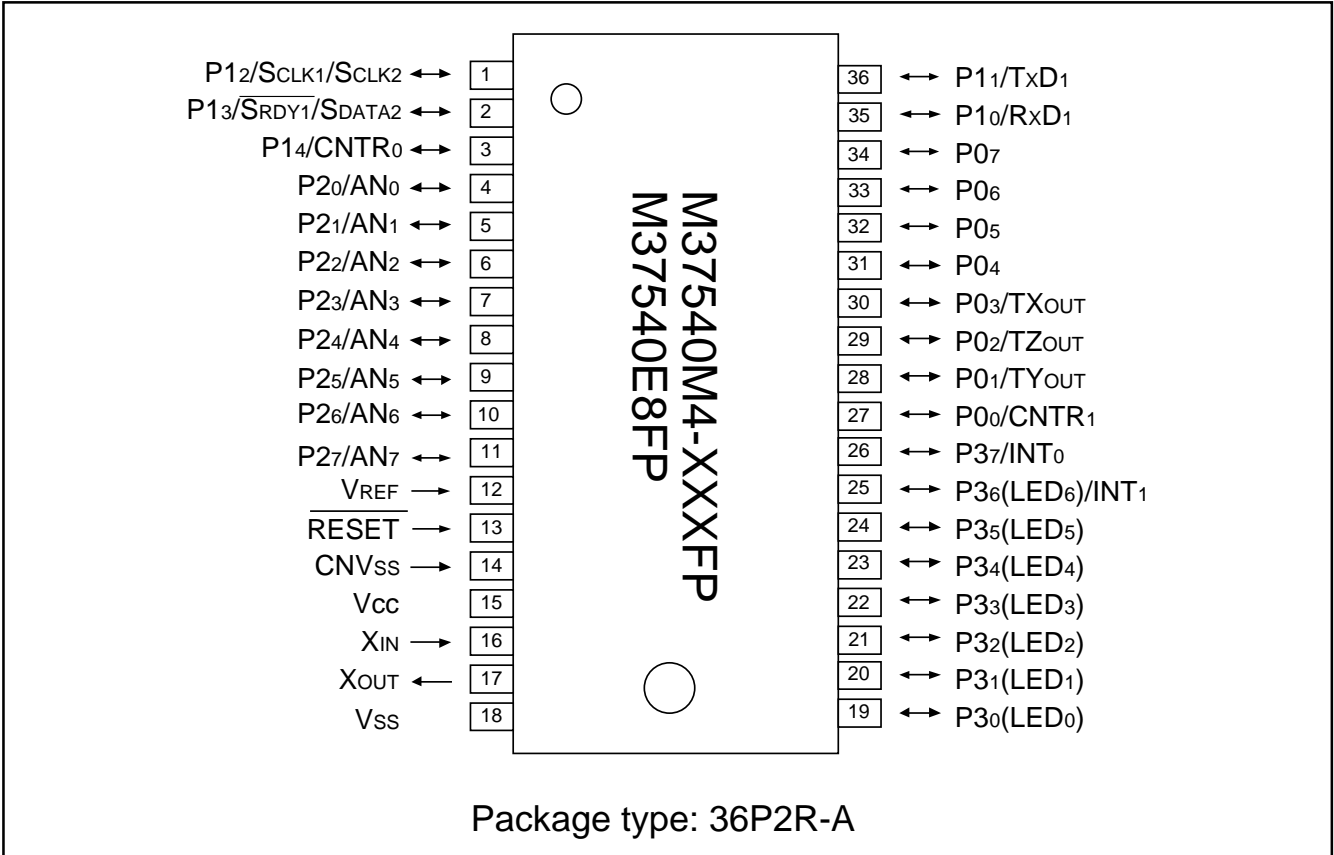 P12/SCLK1/SCLK2 ↔ 1
P13/S̅R̅D̅Y̅1̅/SDATA2 ↔ 2
P14/CNTR0 ↔ 3
P20/AN0 ↔ 4
P21/AN1 ↔ 5
P22/AN2 ↔ 6
P23/AN3 ↔ 7
P24/AN4 ↔ 8
P25/AN5 ↔ 9
P26/AN6 ↔ 10
P27/AN7 ↔ 11
VREF → 12
R̅E̅S̅E̅T̅ → 13
CNVSS → 14
VCC 15
XIN → 16
XOUT ← 17
VSS 18
M37540M4-XXXFP
M37540E8FP
36 ↔ P11/TXD1
35 ↔ P10/RXD1
34 ↔ P07
33 ↔ P06
32 ↔ P05
31 ↔ P04
30 ↔ P03/TXOUT
29 ↔ P02/TZOUT
28 ↔ P01/TYOUT
27 ↔ P00/CNTR1
26 ↔ P37/INT0
25 ↔ P36(LED6)/INT1
24 ↔ P35(LED5)
23 ↔ P34(LED4)
22 ↔ P33(LED3)
21 ↔ P32(LED2)
20 ↔ P31(LED1)
19 ↔ P30(LED0)
Package type: 36P2R-A